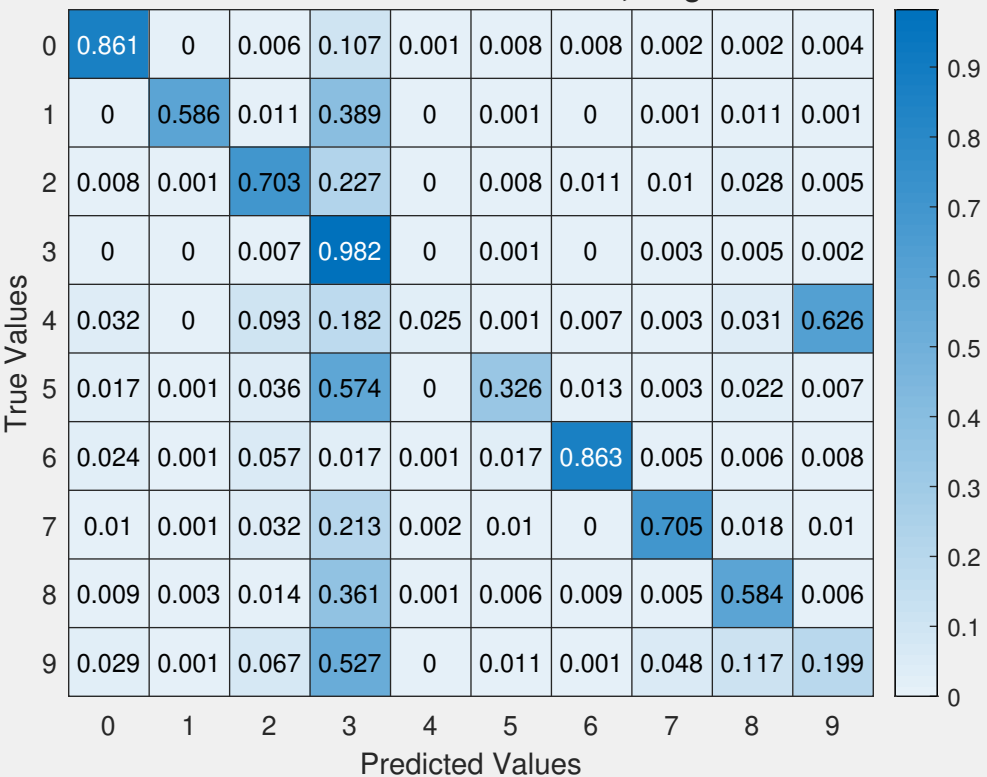 0 0.861 0 0.006 0.107 0.001 0.008 0.008 0.002 0.002 0.004
1 0 0.586 0.011 0.389 0 0.001 0 0.001 0.011 0.001
2 0.008 0.001 0.703 0.227 0 0.008 0.011 0.01 0.028 0.005
3 0 0 0.007 0.982 0 0.001 0 0.003 0.005 0.002
4 0.032 0 0.093 0.182 0.025 0.001 0.007 0.003 0.031 0.626
5 0.017 0.001 0.036 0.574 0 0.326 0.013 0.003 0.022 0.007
6 0.024 0.001 0.057 0.017 0.001 0.017 0.863 0.005 0.006 0.008
7 0.01 0.001 0.032 0.213 0.002 0.01 0 0.705 0.018 0.01
8 0.009 0.003 0.014 0.361 0.001 0.006 0.009 0.005 0.584 0.006
9 0.029 0.001 0.067 0.527 0 0.011 0.001 0.048 0.117 0.199
0 1 2 3 4 5 6 7 8 9
Predicted Values
True Values
0.9
0.8
0.7
0.6
0.5
0.4
0.3
0.2
0.1
0